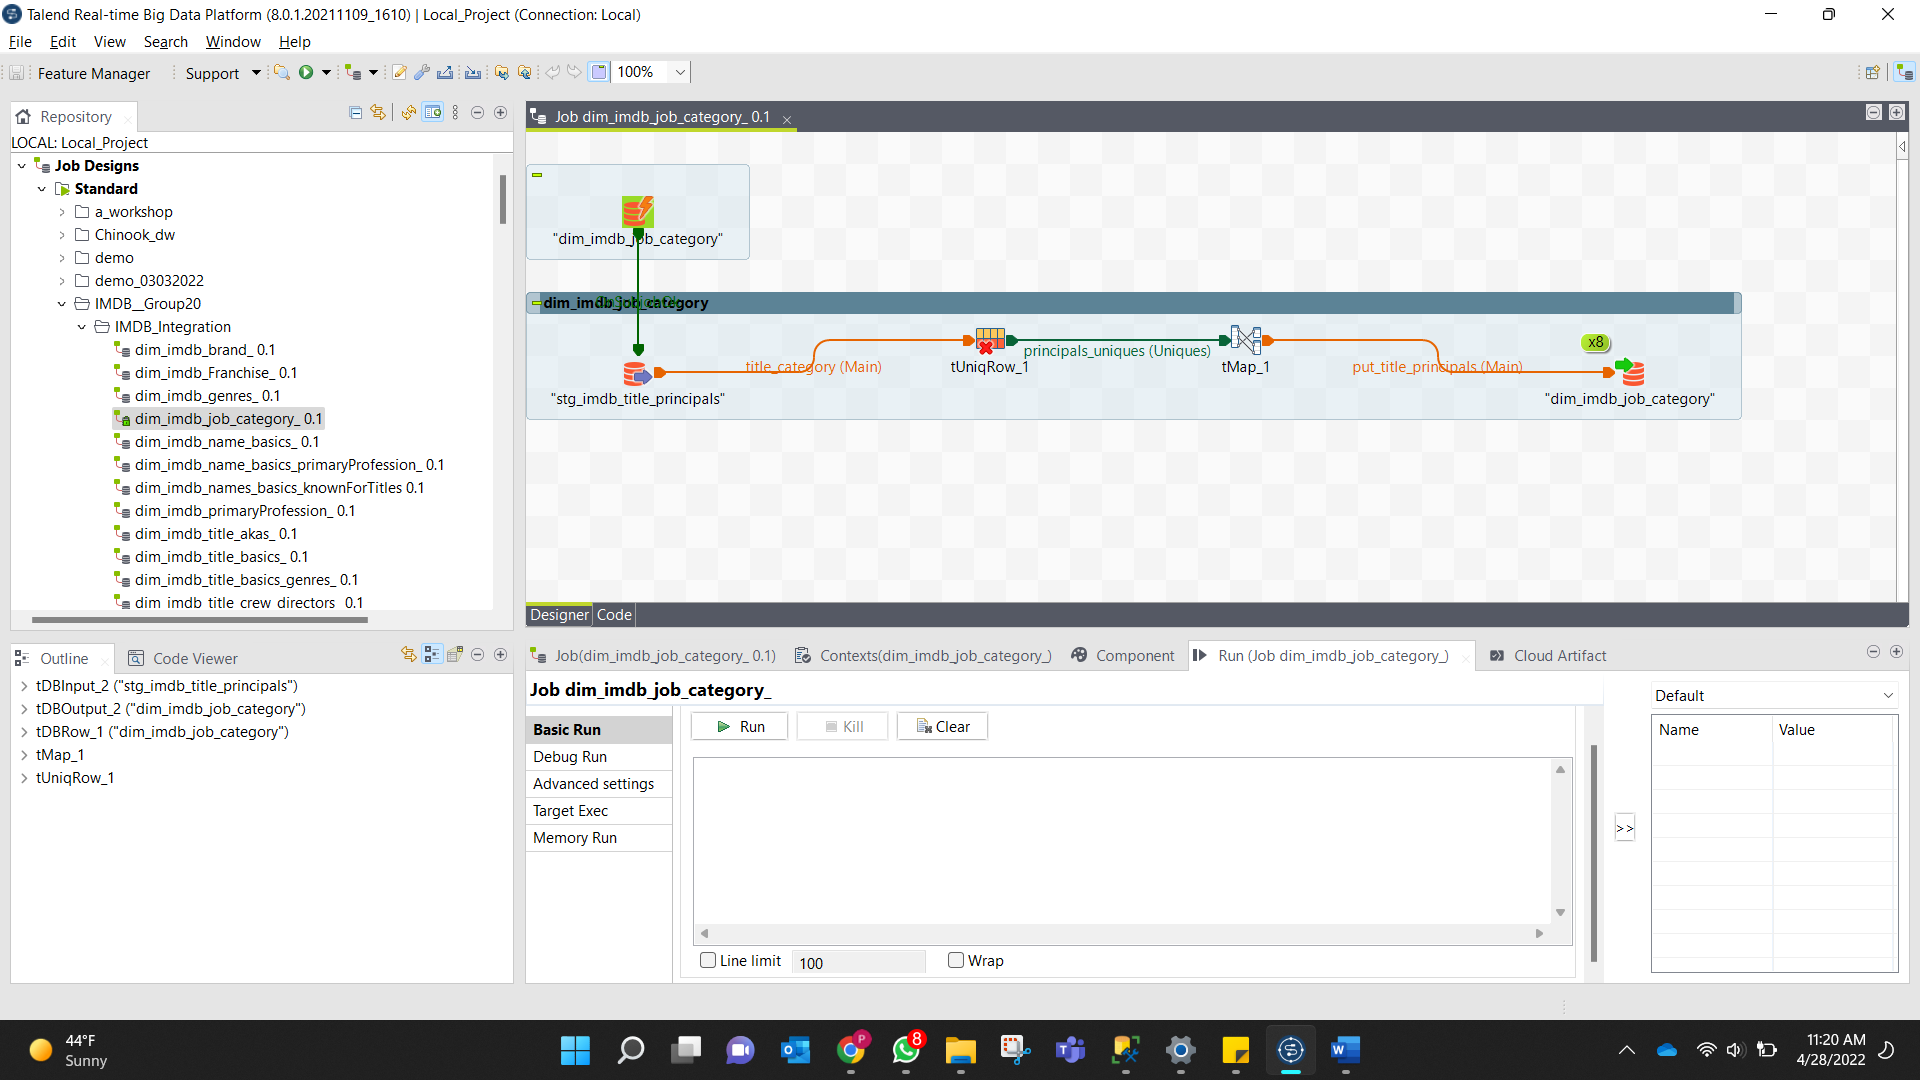 Talend Real-time Big Data Platform (8.0.1.20211109_1610) | Local_Project (Connection: Local)
File Edit View Search Window Help
Feature Manager Support 100%
Repository
LOCAL: Local_Project
Job Designs
Standard
a_workshop
Chinook_dw
demo
demo_03032022
IMDB__Group20
IMDB_Integration
dim_imdb_brand_ 0.1
dim_imdb_Franchise_ 0.1
dim_imdb_genres_ 0.1
dim_imdb_job_category_ 0.1
dim_imdb_name_basics_ 0.1
dim_imdb_name_basics_primaryProfession_ 0.1
dim_imdb_names_basics_knownForTitles 0.1
dim_imdb_primaryProfession_ 0.1
dim_imdb_title_akas_ 0.1
dim_imdb_title_basics_ 0.1
dim_imdb_title_basics_genres_ 0.1
dim_imdb_title_crew_directors_ 0.1
Job dim_imdb_job_category_ 0.1
"dim_imdb_job_category"
dim_imdb_job_category
title_category (Main)
"stg_imdb_title_principals"
tUniqRow_1
principals_uniques (Uniques)
tMap_1
put_title_principals (Main)
x8
"dim_imdb_job_category"
Designer Code
Outline Code Viewer
tDBInput_2 ("stg_imdb_title_principals")
tDBOutput_2 ("dim_imdb_job_category")
tDBRow_1 ("dim_imdb_job_category")
tMap_1
tUniqRow_1
Job(dim_imdb_job_category_ 0.1) Contexts(dim_imdb_job_category_) Component Run (Job dim_imdb_job_category_) Cloud Artifact
Job dim_imdb_job_category_
Basic Run
Debug Run
Advanced settings
Target Exec
Memory Run
Run Kill Clear
Line limit 100 Wrap
>>
Default
Name Value
44°F
Sunny
P
8
11:20 AM
4/28/2022